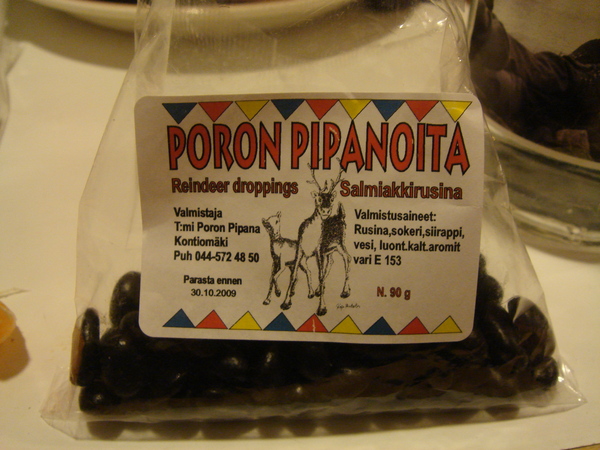 PORON PIPANOITA
Reindeer droppings Salmiakkirusina
Valmistaja
T:mi Poron Pipana
Kontiomäki
Puh 044-572 48 50
Parasta ennen
30.10.2009
Valmistusaineet:
Rusina,sokeri,siirappi,
vesi, luont.kalt.aromit
vari E 153
N. 90 g